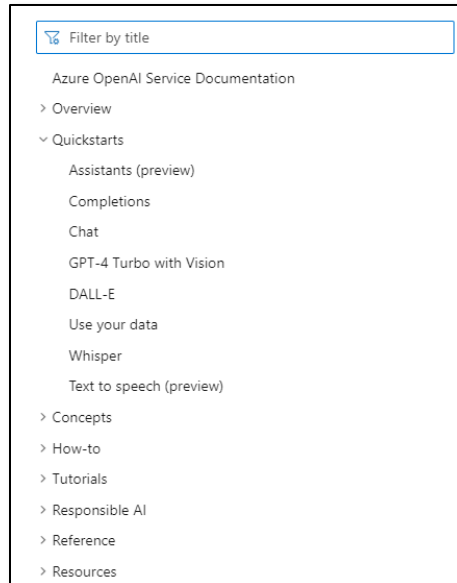 Filter by title
Azure OpenAI Service Documentation
Overview
Quickstarts
Assistants (preview)
Completions
Chat
GPT-4 Turbo with Vision
DALL-E
Use your data
Whisper
Text to speech (preview)
Concepts
How-to
Tutorials
Responsible AI
Reference
Resources